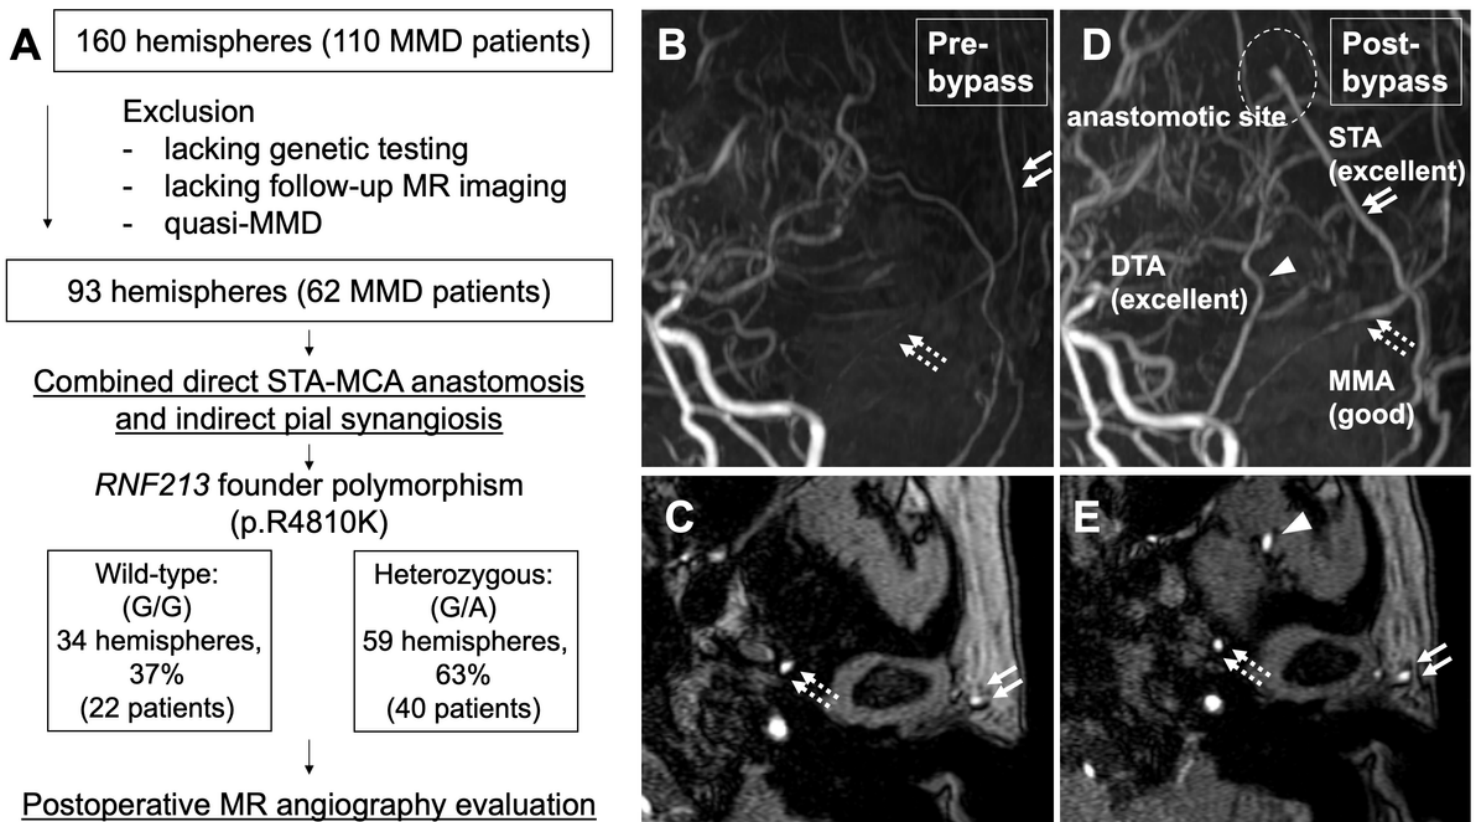 A
160 hemispheres (110 MMD patients)
Exclusion
- lacking genetic testing
- lacking follow-up MR imaging
- quasi-MMD
93 hemispheres (62 MMD patients)
Combined direct STA-MCA anastomosis
and indirect pial synangiosis
RNF213 founder polymorphism
(p.R4810K)
Wild-type:
(G/G)
34 hemispheres,
37%
(22 patients)
Heterozygous:
(G/A)
59 hemispheres,
63%
(40 patients)
Postoperative MR angiography evaluation
B
Pre-
bypass
D
Post-
bypass
anastomotic site
STA
(excellent)
DTA
(excellent)
MMA
(good)
C
E